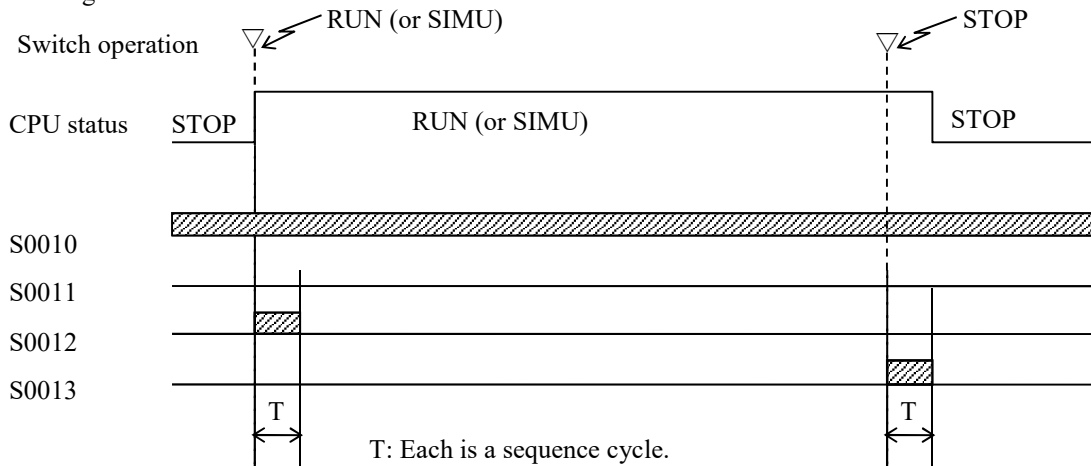 RUN (or SIMU)
STOP
Switch operation
CPU status
STOP
RUN (or SIMU)
STOP
S0010
S0011
S0012
S0013
T
T
T: Each is a sequence cycle.